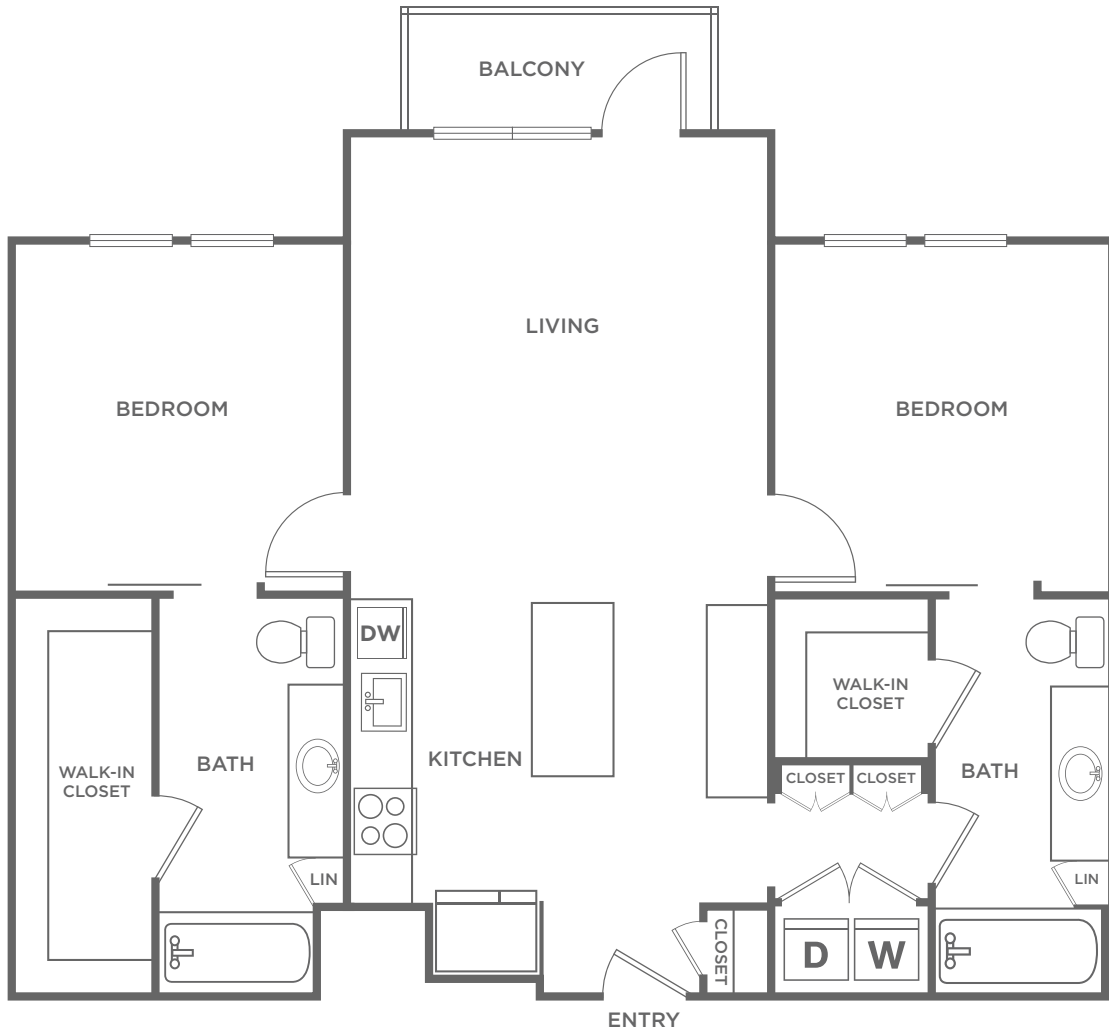 BALCONY
LIVING
BEDROOM
BEDROOM
DW
WALK-IN
CLOSET
KITCHEN
BATH
BATH
WALK-IN
CLOSET
CLOSET
CLOSET
LIN
LIN
CLOSET
D
W
ENTRY